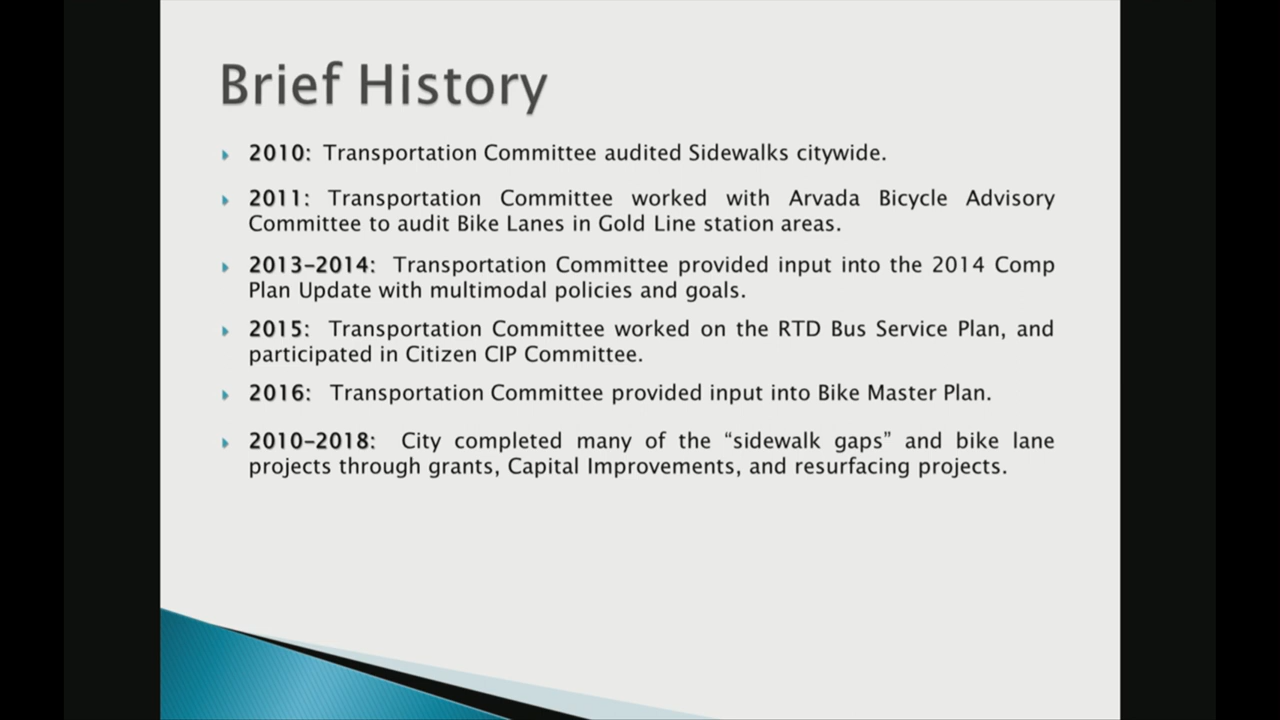 Brief History
2010: Transportation Committee audited Sidewalks citywide.
2011: Transportation Committee worked with Arvada Bicycle Advisory
Committee to audit Bike Lanes in Gold Line station areas.
2013-2014: Transportation Committee provided input into the 2014 Comp
Plan Update with multimodal policies and goals.
2015: Transportation Committee worked on the RTD Bus Service Plan, and
participated in Citizen CIP Committee.
2016: Transportation Committee provided input into Bike Master Plan.
2010-2018: City completed many of the “sidewalk gaps” and bike lane
projects through grants, Capital Improvements, and resurfacing projects.